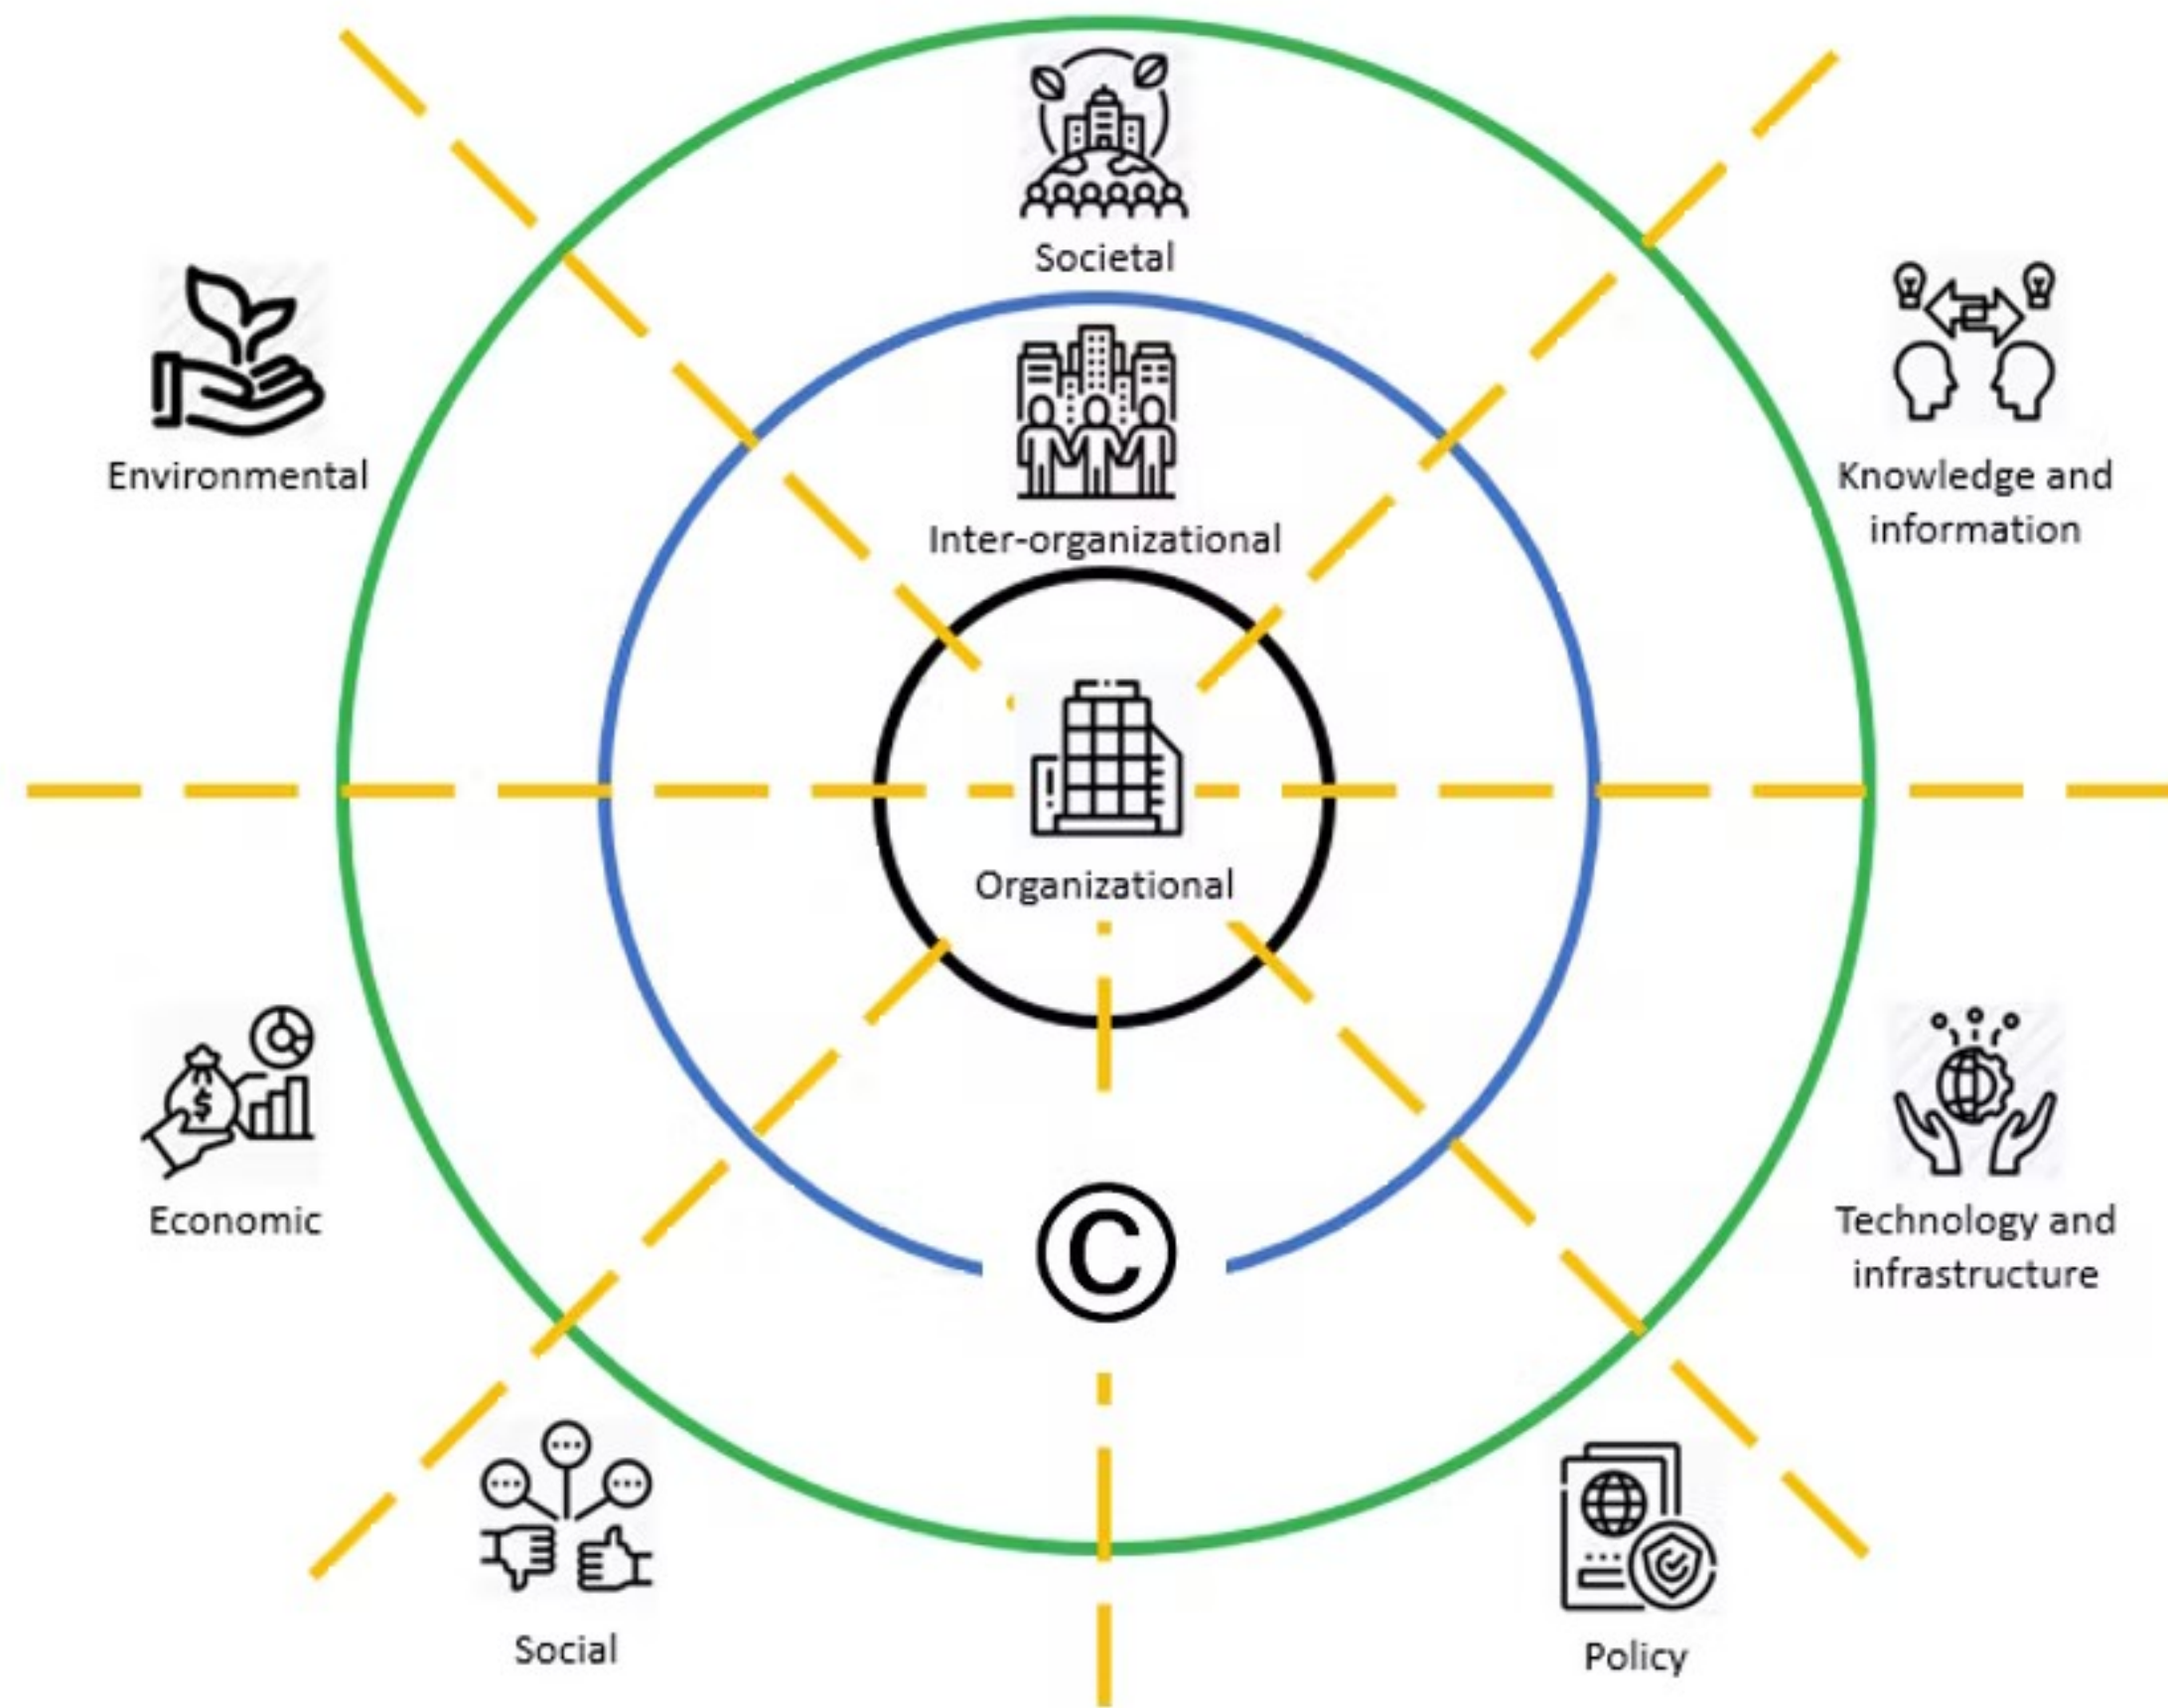 Societal
Environmental
Knowledge and
information
Inter-organizational
Organizational
$
Economic
Technology and
infrastructure
©
Social
Policy